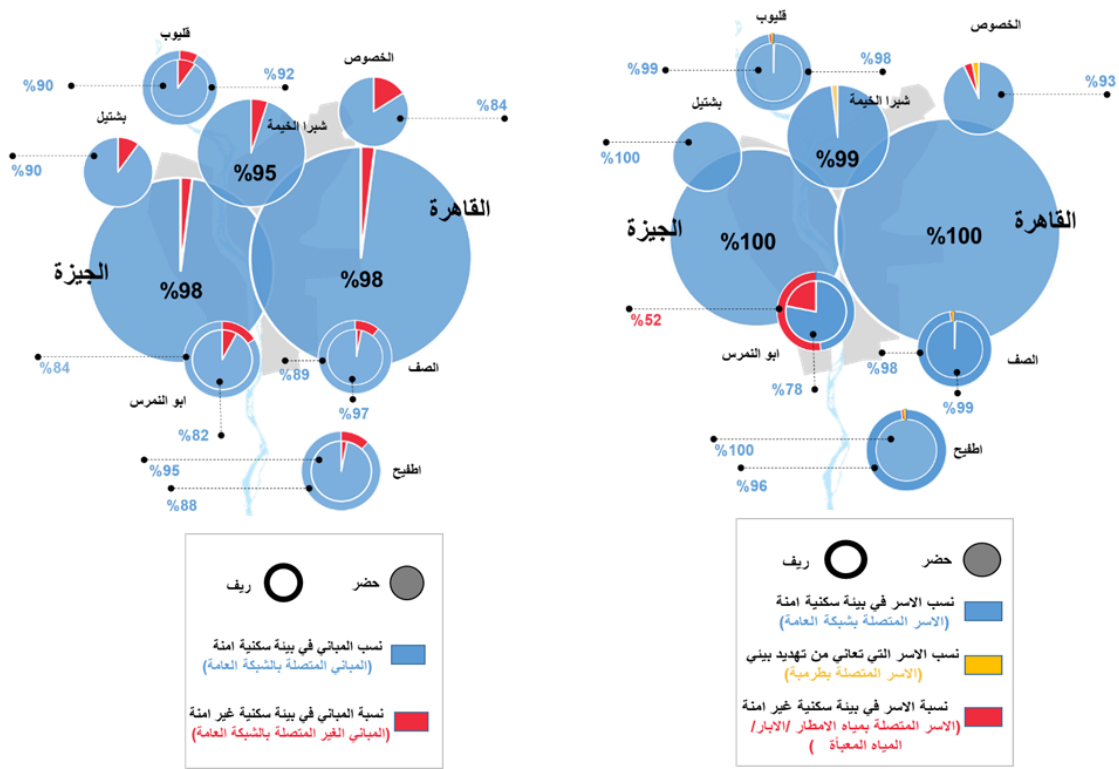 قليوب
الخصوص
%90
%92
شبرا الخيمة
%84
بشتيل
%95
%90
القاهرة
الجيزة
%98
%98
%84
%89
الصف
ابو النمرس
%97
%82
اطفيح
%95
%88
حضر
ريف
نسب المباني في بيئة سكنية امنة
(المباني المتصلة بالشبكة العامة)
نسبة المباني في بيئة سكنية غير امنة
(المباني الغير المتصلة بالشبكة العامة)
قليوب
الخصوص
%98
%99
%93
شبرا الخيمة
بشتيل
%99
%100
القاهرة
الجيزة
%100
%100
%52
الصف
ابو النمرس
%98
%78
%99
اطفيح
%100
%96
حضر
ريف
نسب الاسر في بيئة سكنية امنة
(الاسر المتصلة بشبكة العامة)
نسب الاسر التي تعاني من تهديد بيئي
(الاسر المتصلة بطرمبة)
نسبة الاسر في بيئة سكنية غير امنة
(الاسر المتصلة بمياه الامطار /الابار/
المياه المعبأة )